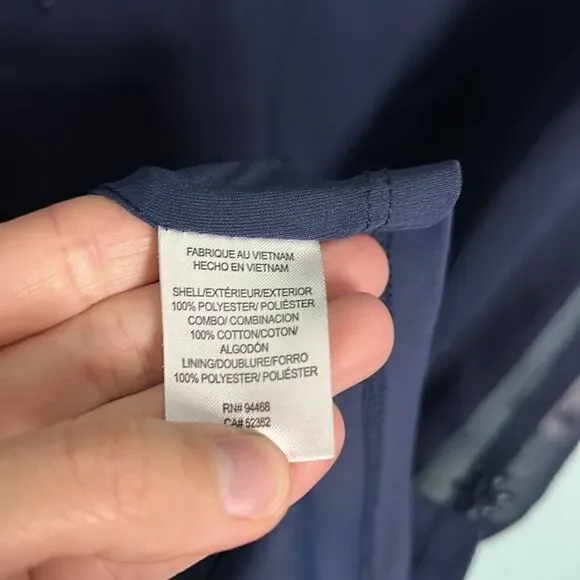 FABRIQUE AU VIETNAM
HECHO EN VIETNAM
SHELL/EXTÉRIEUR/EXTERIOR
100% POLYESTER/ POLIÉSTER
COMBO/ COMBINACION
100% COTTON/COTON/
ALGODÓN
LINING/DOUBLURE/FORRO
100% POLYESTER/ POLIÉSTER
RN# 94468
CA# 52362